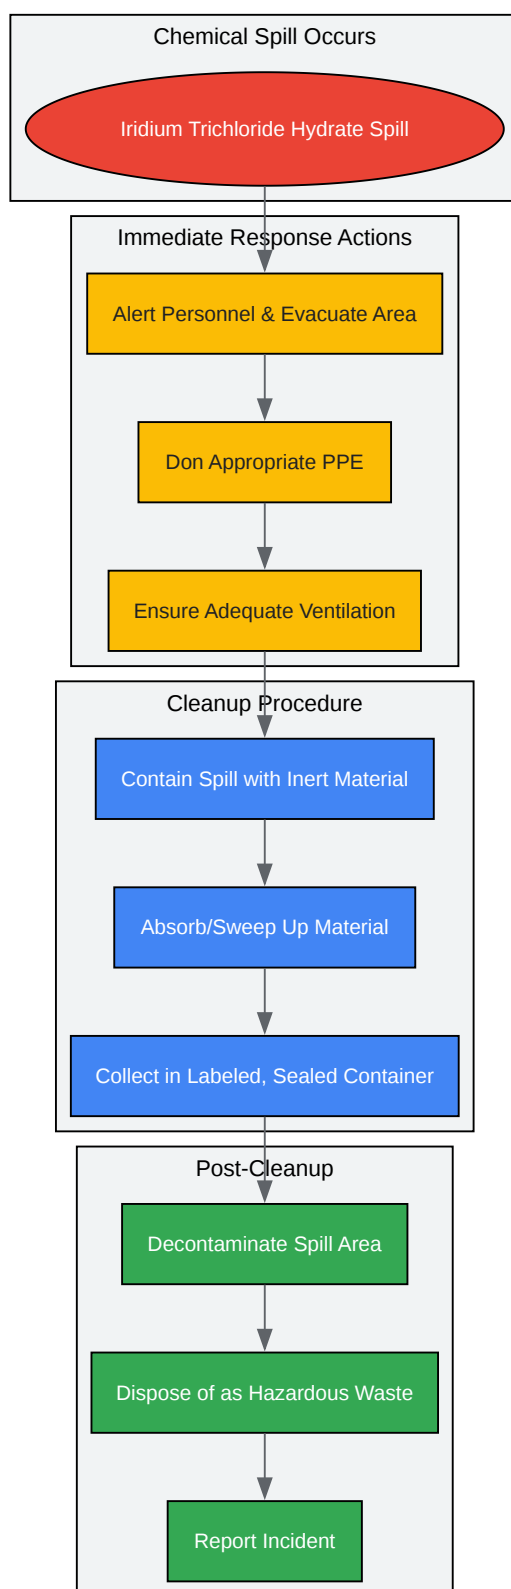 Chemical Spill Occurs
Iridium Trichloride Hydrate Spill
Immediate Response Actions
Alert Personnel & Evacuate Area
Don Appropriate PPE
Ensure Adequate Ventilation
Cleanup Procedure
Contain Spill with Inert Material
Absorb/Sweep Up Material
Collect in Labeled, Sealed Container
Post-Cleanup
Decontaminate Spill Area
Dispose of as Hazardous Waste
Report Incident